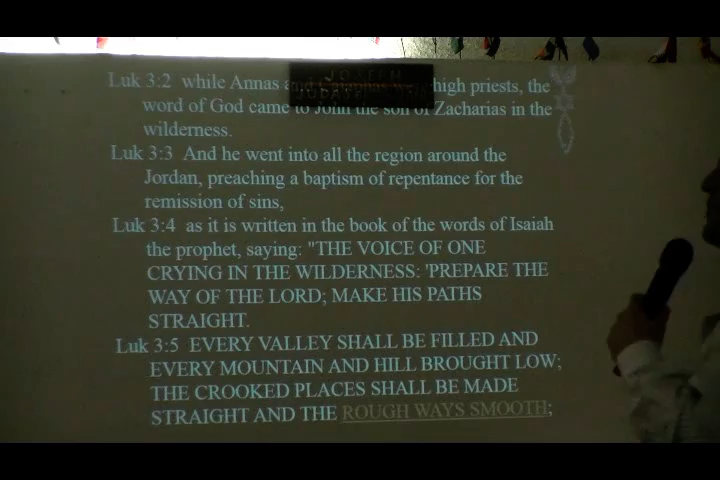 JOSEPH
Luk 3:2 while Annas high priests, the
word of God came to John the son of Zacharias in the
wilderness.
Luk 3:3 And he went into all the region around the
Jordan, preaching a baptism of repentance for the
remission of sins,
Luk 3:4 as it is written in the book of the words of Isaiah
the prophet, saying: "THE VOICE OF ONE
CRYING IN THE WILDERNESS: 'PREPARE THE
WAY OF THE LORD; MAKE HIS PATHS
STRAIGHT.
Luk 3:5 EVERY VALLEY SHALL BE FILLED AND
EVERY MOUNTAIN AND HILL BROUGHT LOW;
THE CROOKED PLACES SHALL BE MADE
STRAIGHT AND THE ROUGH WAYS SMOOTH;